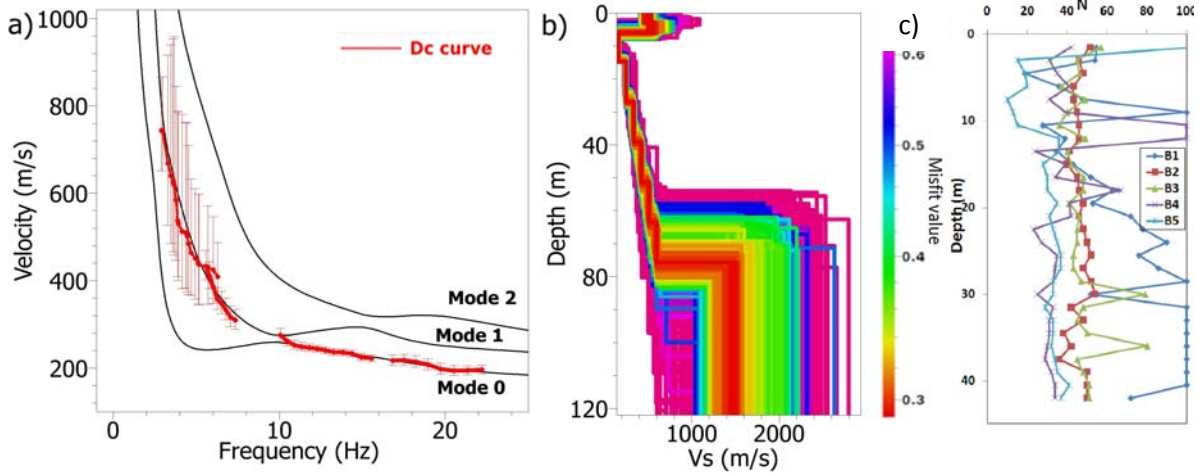 a)
1000
800
600
400
200
Velocity (m/s)
0
10
20
Frequency (Hz)
Dc curve
Mode 2
Mode 1
Mode 0
b)
0
40
80
120
Depth (m)
1000
2000
Vs (m/s)
0.6
0.5
0.4
0.3
Misfit value
c)
N
0
20
40
60
80
100
0
10
20
30
40
Depth (m)
B1
B2
B3
B4
B5